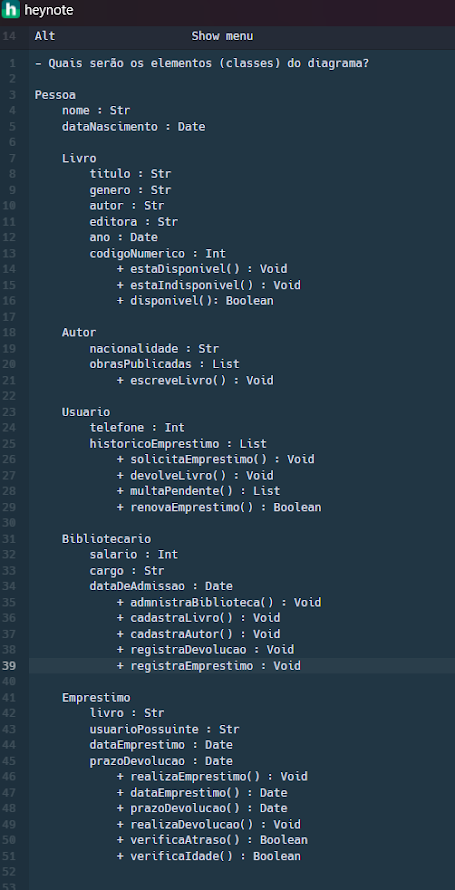 heynote
14 Alt Show menu
1 - Quais serão os elementos (classes) do diagrama?
2
3 Pessoa
4 nome : Str
5 dataNascimento : Date
6
7 Livro
8 titulo : Str
9 genero : Str
10 autor : Str
11 editora : Str
12 ano : Date
13 codigoNumerico : Int
14 + estaDisponivel() : Void
15 + estaIndisponivel() : Void
16 + disponivel(): Boolean
17
18 Autor
19 nacionalidade : Str
20 obrasPublicadas : List
21 + escreveLivro() : Void
22
23 Usuario
24 telefone : Int
25 historicoEmprestimo : List
26 + solicitaEmprestimo() : Void
27 + devolveLivro() : Void
28 + multaPendente() : List
29 + renovaEmprestimo() : Boolean
30
31 Bibliotecario
32 salario : Int
33 cargo : Str
34 dataDeAdmissao : Date
35 + admnistraBiblioteca() : Void
36 + cadastraLivro() : Void
37 + cadastraAutor() : Void
38 + registraDevolucao : Void
39 + registraEmprestimo : Void
40
41 Emprestimo
42 livro : Str
43 usuarioPossuinte : Str
44 dataEmprestimo : Date
45 prazoDevolucao : Date
46 + realizaEmprestimo() : Void
47 + dataEmprestimo() : Date
48 + prazoDevolucao() : Date
49 + realizaDevolucao() : Void
50 + verificaAtraso() : Boolean
51 + verificaIdade() : Boolean
52
53